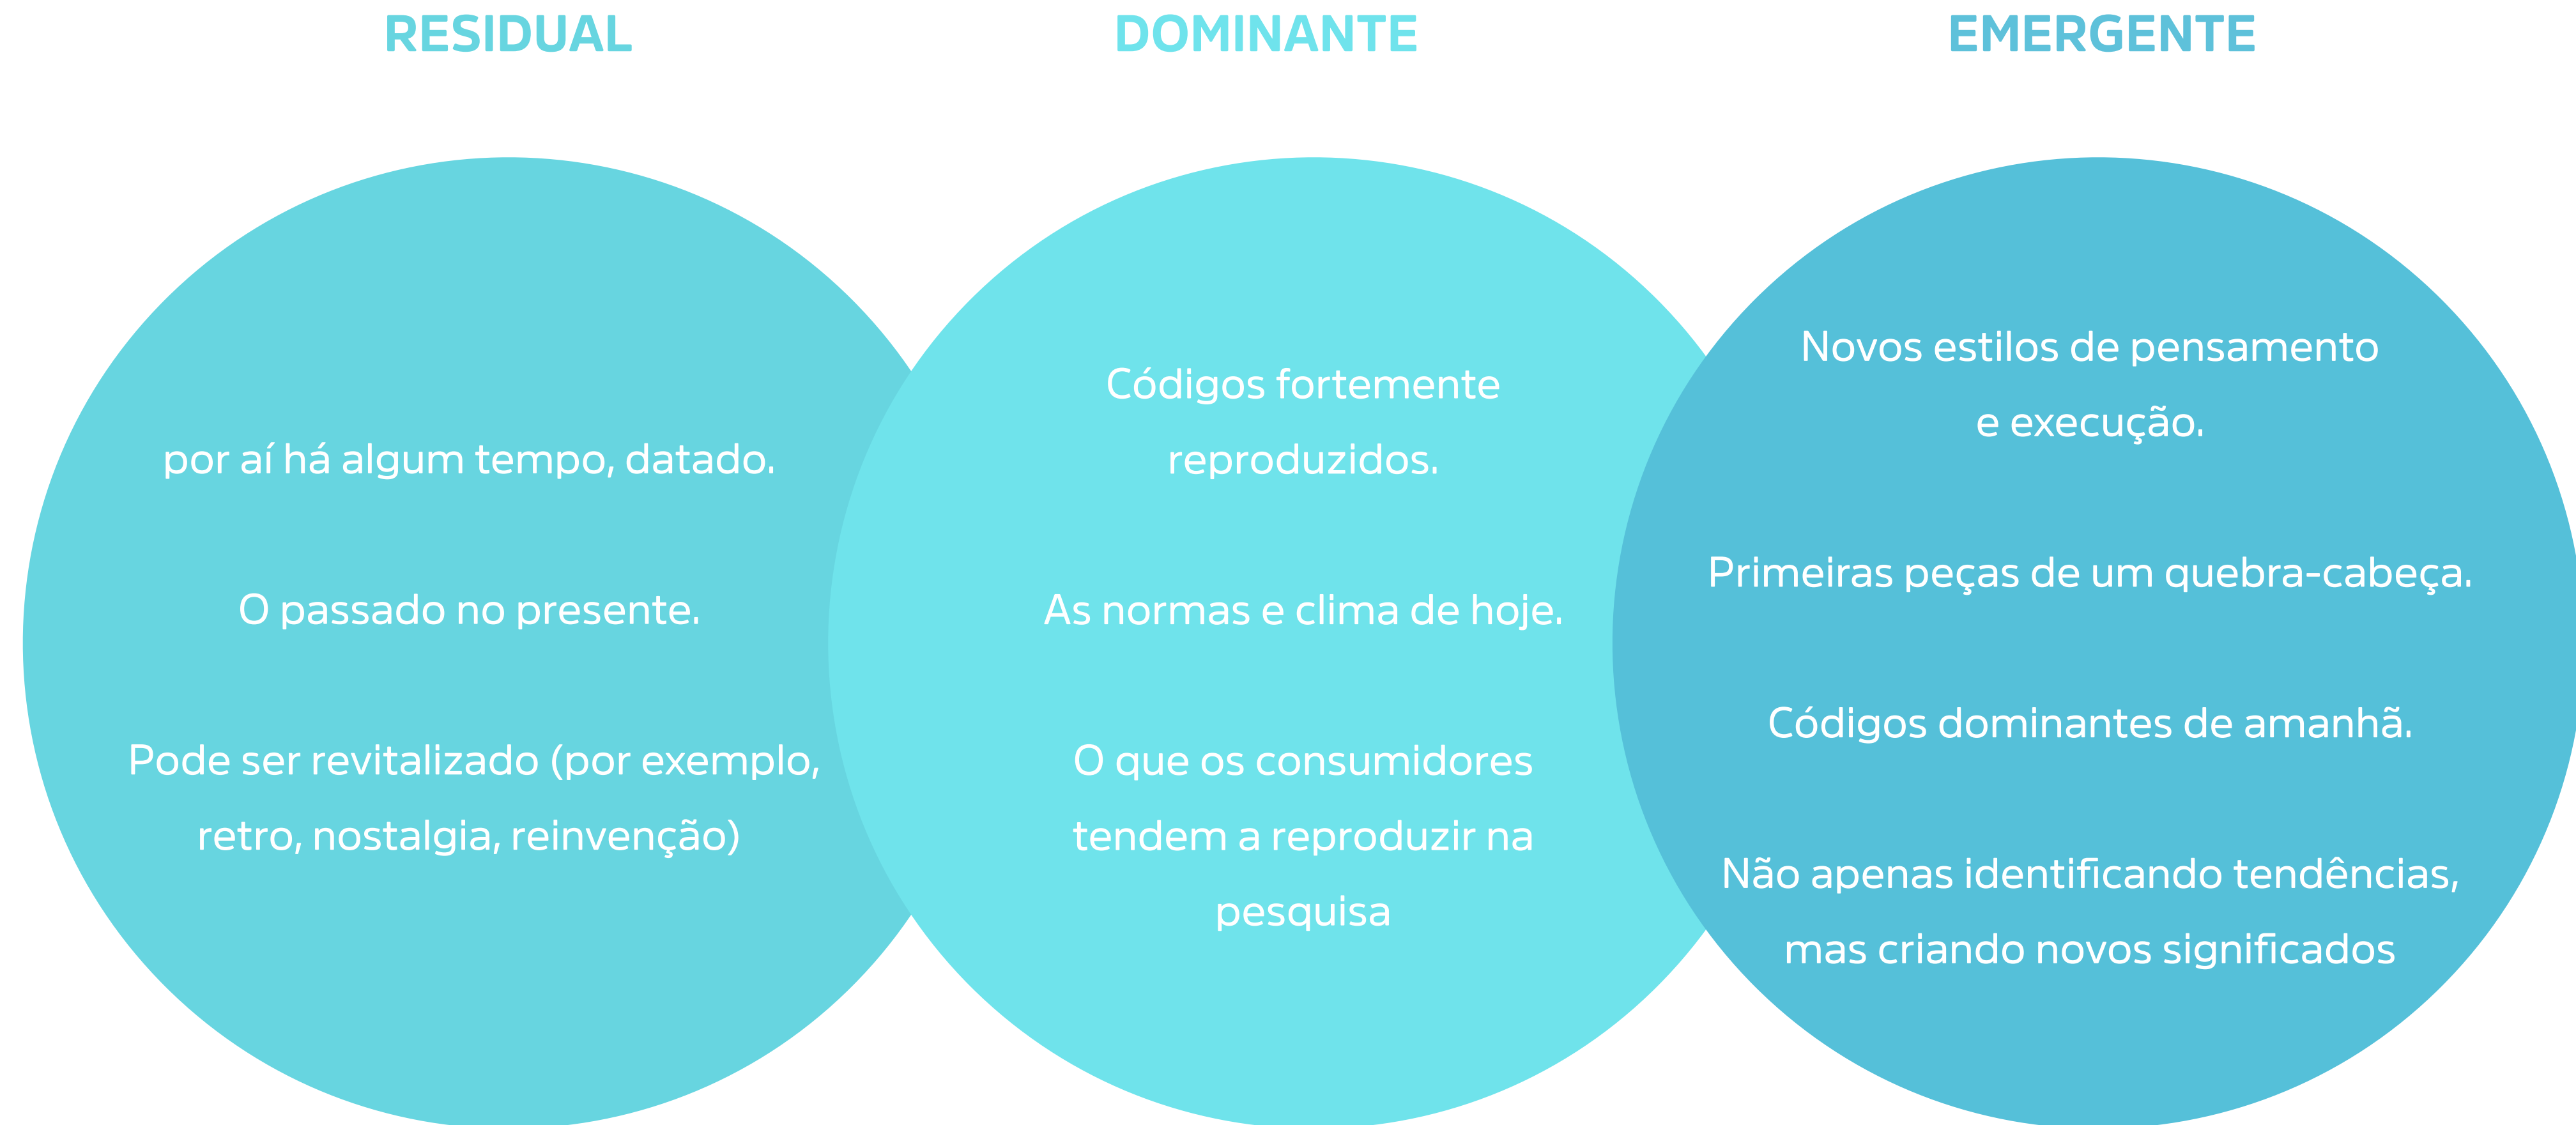 RESIDUAL
por aí há algum tempo, datado.
O passado no presente.
Pode ser revitalizado (por exemplo,
retro, nostalgia, reinvenção)
DOMINANTE
Códigos fortemente
reproduzidos.
As normas e clima de hoje.
O que os consumidores
tendem a reproduzir na
pesquisa
EMERGENTE
Novos estilos de pensamento
e execução.
Primeiras peças de um quebra-cabeça.
Códigos dominantes de amanhã.
Não apenas identificando tendências,
mas criando novos significados